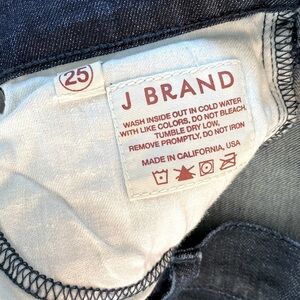 25
J BRAND
WASH INSIDE OUT IN COLD WATER
WITH LIKE COLORS, DO NOT BLEACH
TUMBLE DRY LOW,
REMOVE PROMPTLY, DO NOT IRON
MADE IN CALIFORNIA, USA